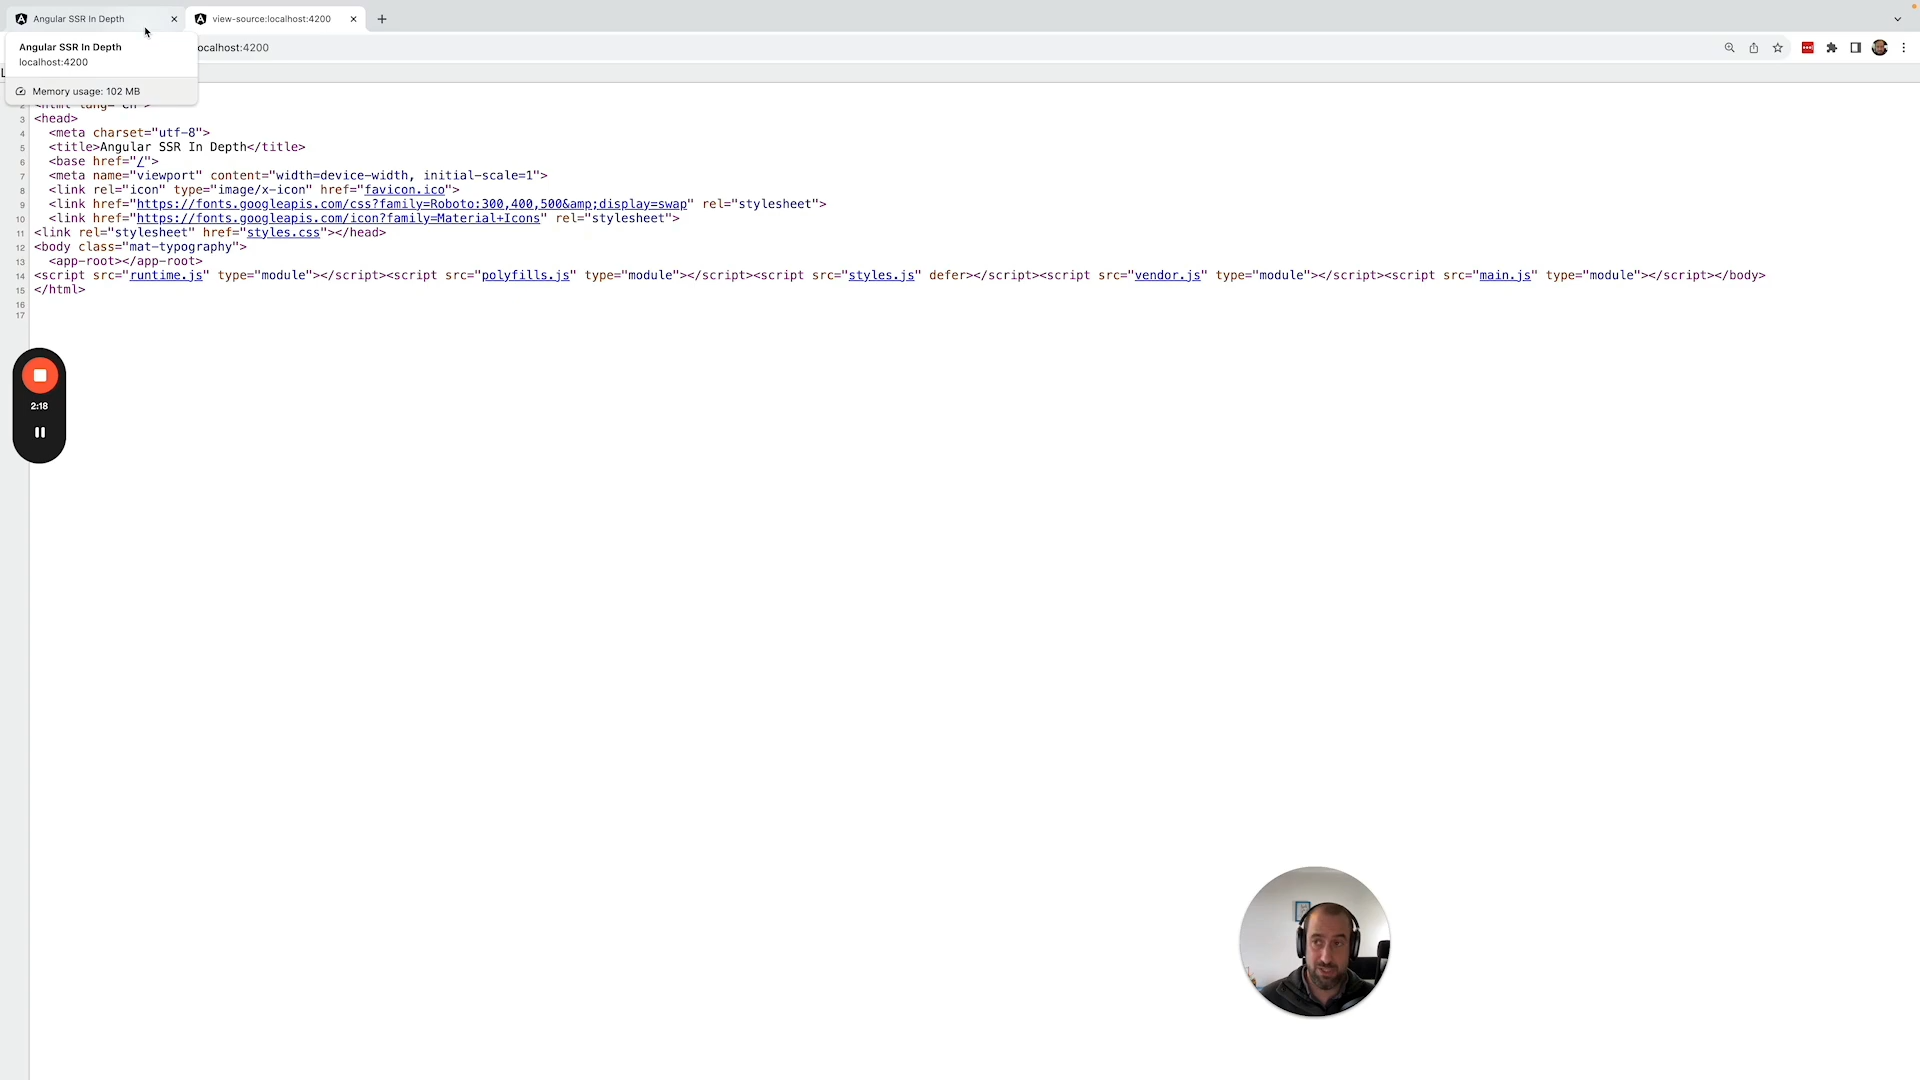 Angular SSR In Depth
view-source:localhost:4200
Angular SSR In Depth
localhost:4200
Memory usage: 102 MB
ocalhost:4200
2 <html lang="en">
3 <head>
4 <meta charset="utf-8">
5 <title>Angular SSR In Depth</title>
6 <base href="/">
7 <meta name="viewport" content="width=device-width, initial-scale=1">
8 <link rel="icon" type="image/x-icon" href="favicon.ico">
9 <link href="https://fonts.googleapis.com/css?family=Roboto:300,400,500&amp;display=swap" rel="stylesheet">
10 <link href="https://fonts.googleapis.com/icon?family=Material+Icons" rel="stylesheet">
11 <link rel="stylesheet" href="styles.css"></head>
12 <body class="mat-typography">
13 <app-root></app-root>
14 <script src="runtime.js" type="module"></script><script src="polyfills.js" type="module"></script><script src="styles.js" defer></script><script src="vendor.js" type="module"></script><script src="main.js" type="module"></script></body>
15 </html>
16
17
2:18